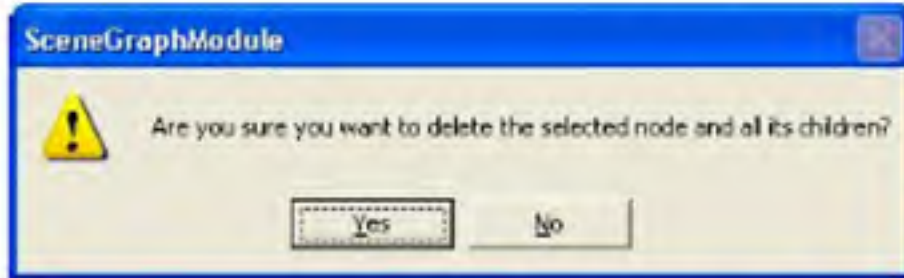 SceneGraphModule
Are you sure you want to delete the selected node and all its children?
Yes
No